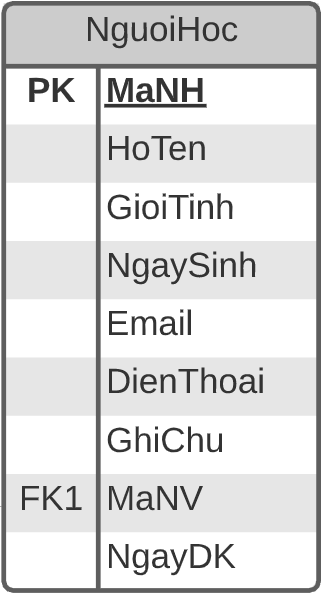 NguoiHoc
PK MaNH
HoTen
GioiTinh
NgaySinh
Email
DienThoai
GhiChu
FK1 MaNV
NgayDK